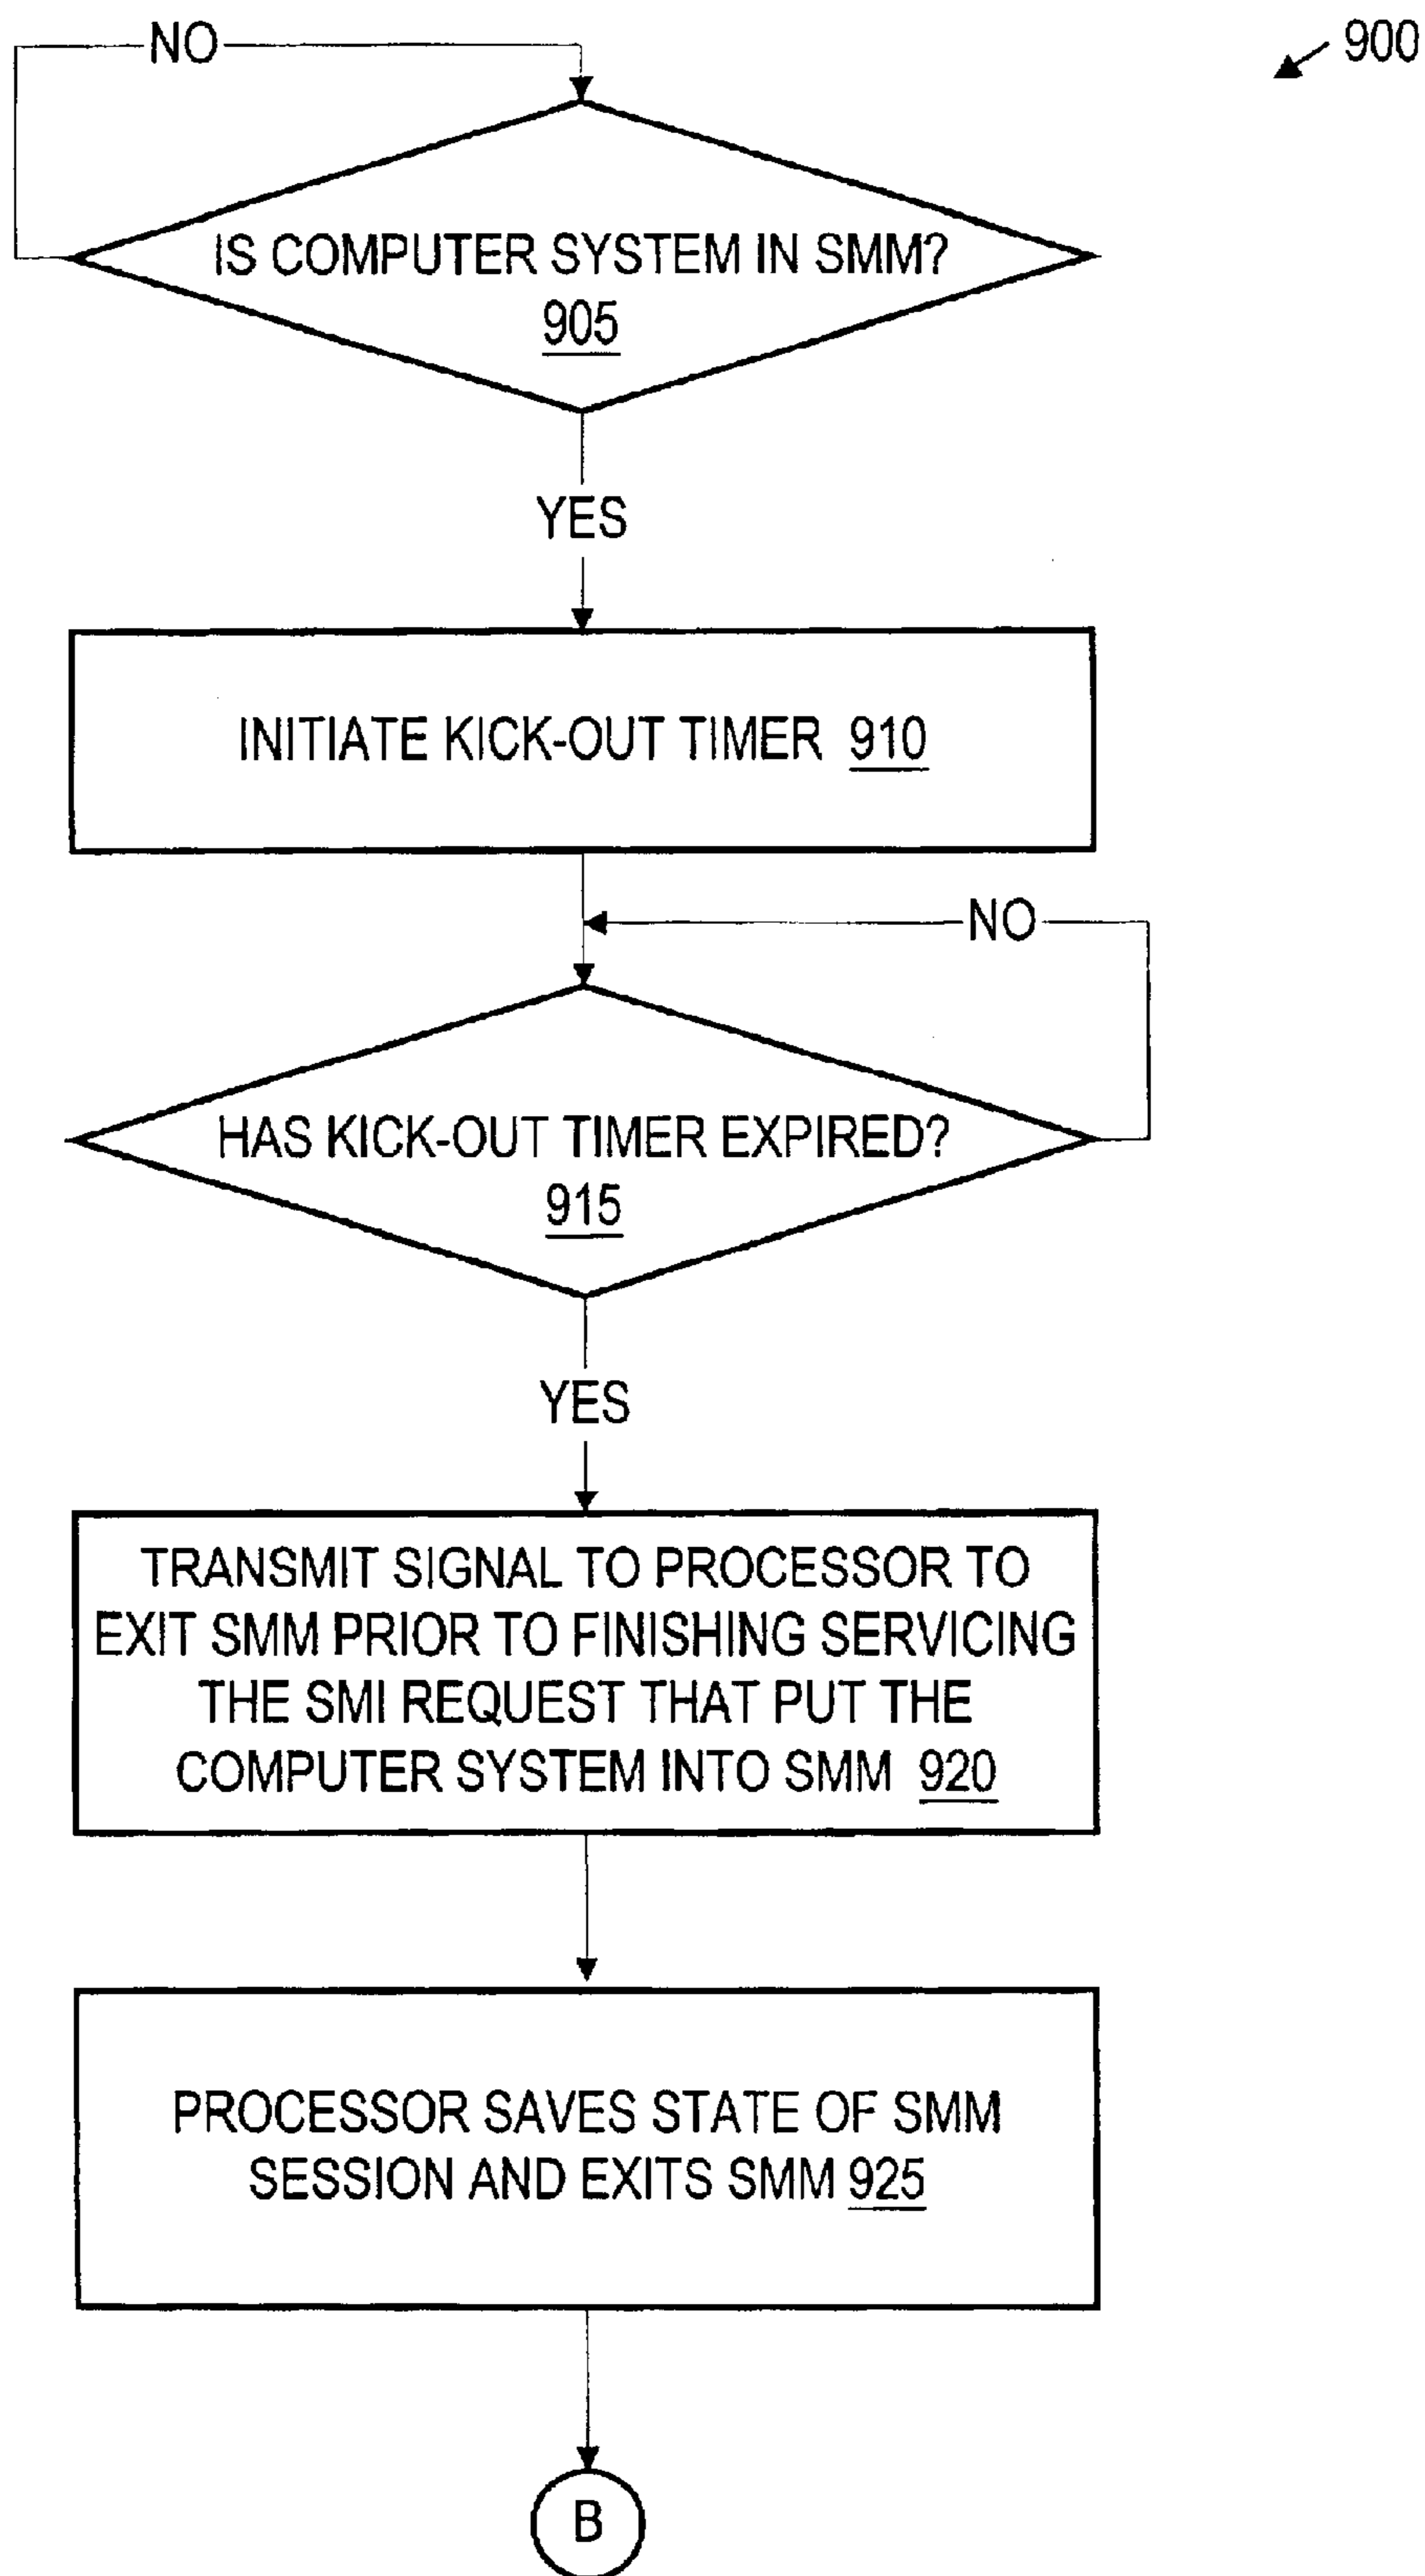 900
NO
IS COMPUTER SYSTEM IN SMM?
905
YES
INITIATE KICK-OUT TIMER 910
NO
HAS KICK-OUT TIMER EXPIRED?
915
YES
TRANSMIT SIGNAL TO PROCESSOR TO
EXIT SMM PRIOR TO FINISHING SERVICING
THE SMI REQUEST THAT PUT THE
COMPUTER SYSTEM INTO SMM 920
PROCESSOR SAVES STATE OF SMM
SESSION AND EXITS SMM 925
B